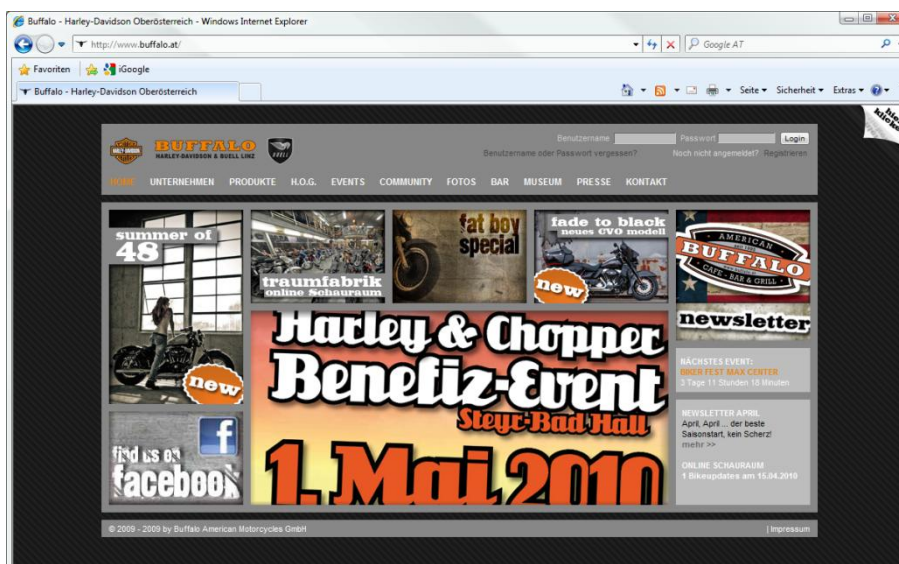 Buffalo - Harley-Davidson Oberösterreich - Windows Internet Explorer
http://www.buffalo.at/
Google AT
Favoriten
iGoogle
Buffalo - Harley-Davidson Oberösterreich
Seite
Sicherheit
Extras
hier
klicken
HARLEY-DAVIDSON
BUFFALO
HARLEY-DAVIDSON & BUELL LINZ
BUELL
Benutzername
Passwort
Login
Benutzername oder Passwort vergessen?
Noch nicht angemeldet? Registrieren
HOME UNTERNEHMEN PRODUKTE H.O.G. EVENTS COMMUNITY FOTOS BAR MUSEUM PRESSE KONTAKT
summer of
48
new
traumfabrik
online Schauraum
fat boy
special
fade to black
neues CVO modell
new
AMERICAN
BUFFALO
CAFE - BAR & GRILL
newsletter
Harley & Chopper
Benefiz-Event
Steyr-Bad Hall
1. Mai 2010
NÄCHSTES EVENT:
BIKER FEST MAX CENTER
3 Tage 11 Stunden 18 Minuten
NEWSLETTER APRIL
April, April ... der beste
Saisonstart, kein Scherz!
mehr >>
ONLINE SCHAURAUM
1 Bikeupdates am 15.04.2010
find us on
facebook
© 2009 - 2009 by Buffalo American Motorcycles GmbH
| Impressum